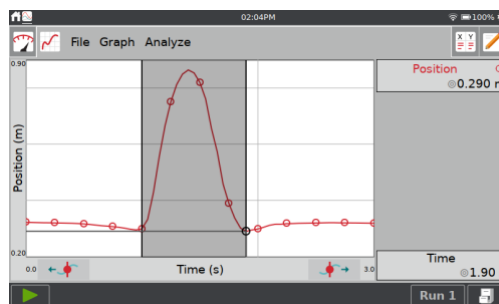 02:04PM 100%
File Graph Analyze X Y
Position
0.290
0.90
Position (m)
0.20
0.0 Time (s) 3.0
Time
1.90
Run 1